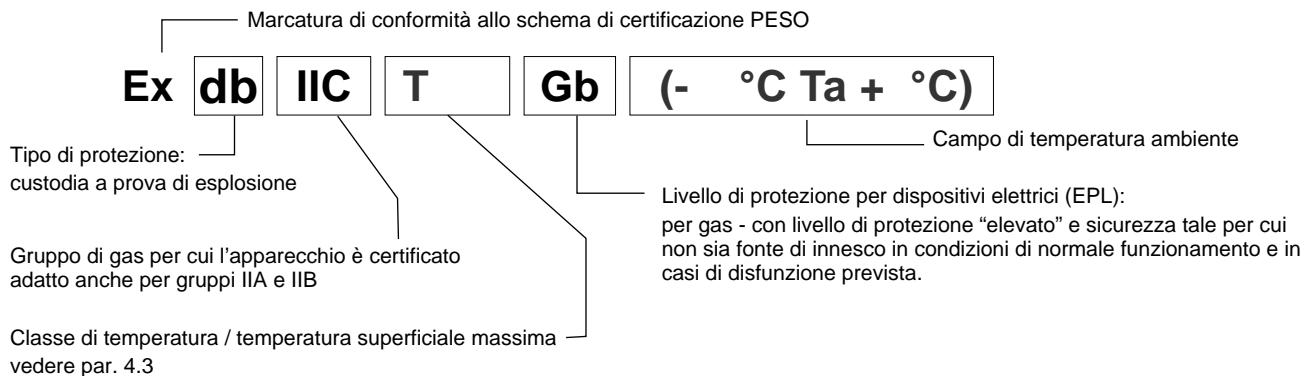 Marcatura di conformità allo schema di certificazione PESO
Ex db IIC T Gb (- °C Ta + °C)
Campo di temperatura ambiente
Tipo di protezione:
custodia a prova di esplosione
Livello di protezione per dispositivi elettrici (EPL):
per gas - con livello di protezione “elevato” e sicurezza tale per cui
non sia fonte di innesco in condizioni di normale funzionamento e in
casi di disfunzione prevista.
Gruppo di gas per cui l'apparecchio è certificato
adatto anche per gruppi IIA e IIB
Classe di temperatura / temperatura superficiale massima
vedere par. 4.3